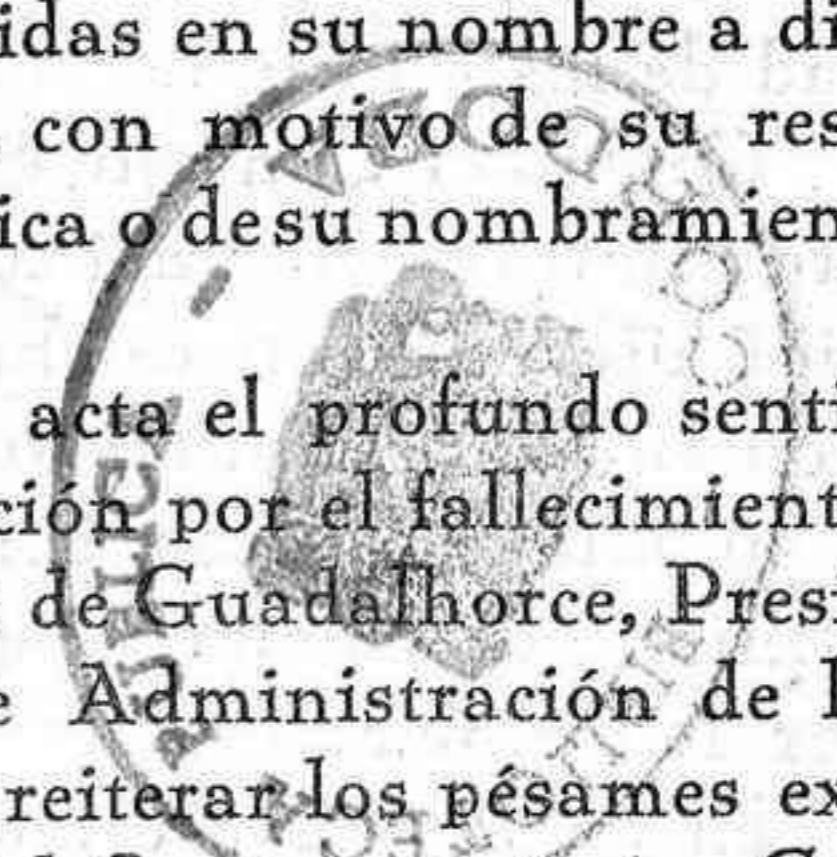 idas en su nombre a di
con motivo de su res
ica o desu nombramien
acta el profundo senti
ción por el fallecimient
de Guadalhorce, Presi
e Administración de
reiterar los pésames ex